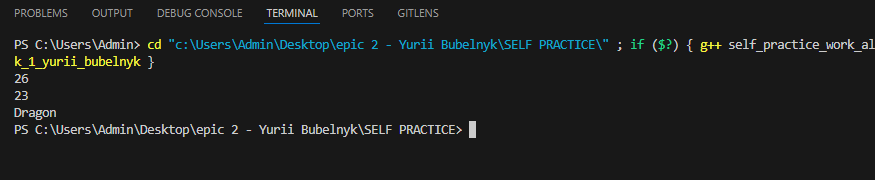 PROBLEMS OUTPUT DEBUG CONSOLE TERMINAL PORTS GITLENS
PS C:\Users\Admin> cd "c:\Users\Admin\Desktop\epic 2 - Yurii Bubelnyk\SELF PRACTICE\" ; if ($?) { g++ self_practice_work_al
k_1_yurii_bubelnyk }
26
23
Dragon
PS C:\Users\Admin\Desktop\epic 2 - Yurii Bubelnyk\SELF PRACTICE>